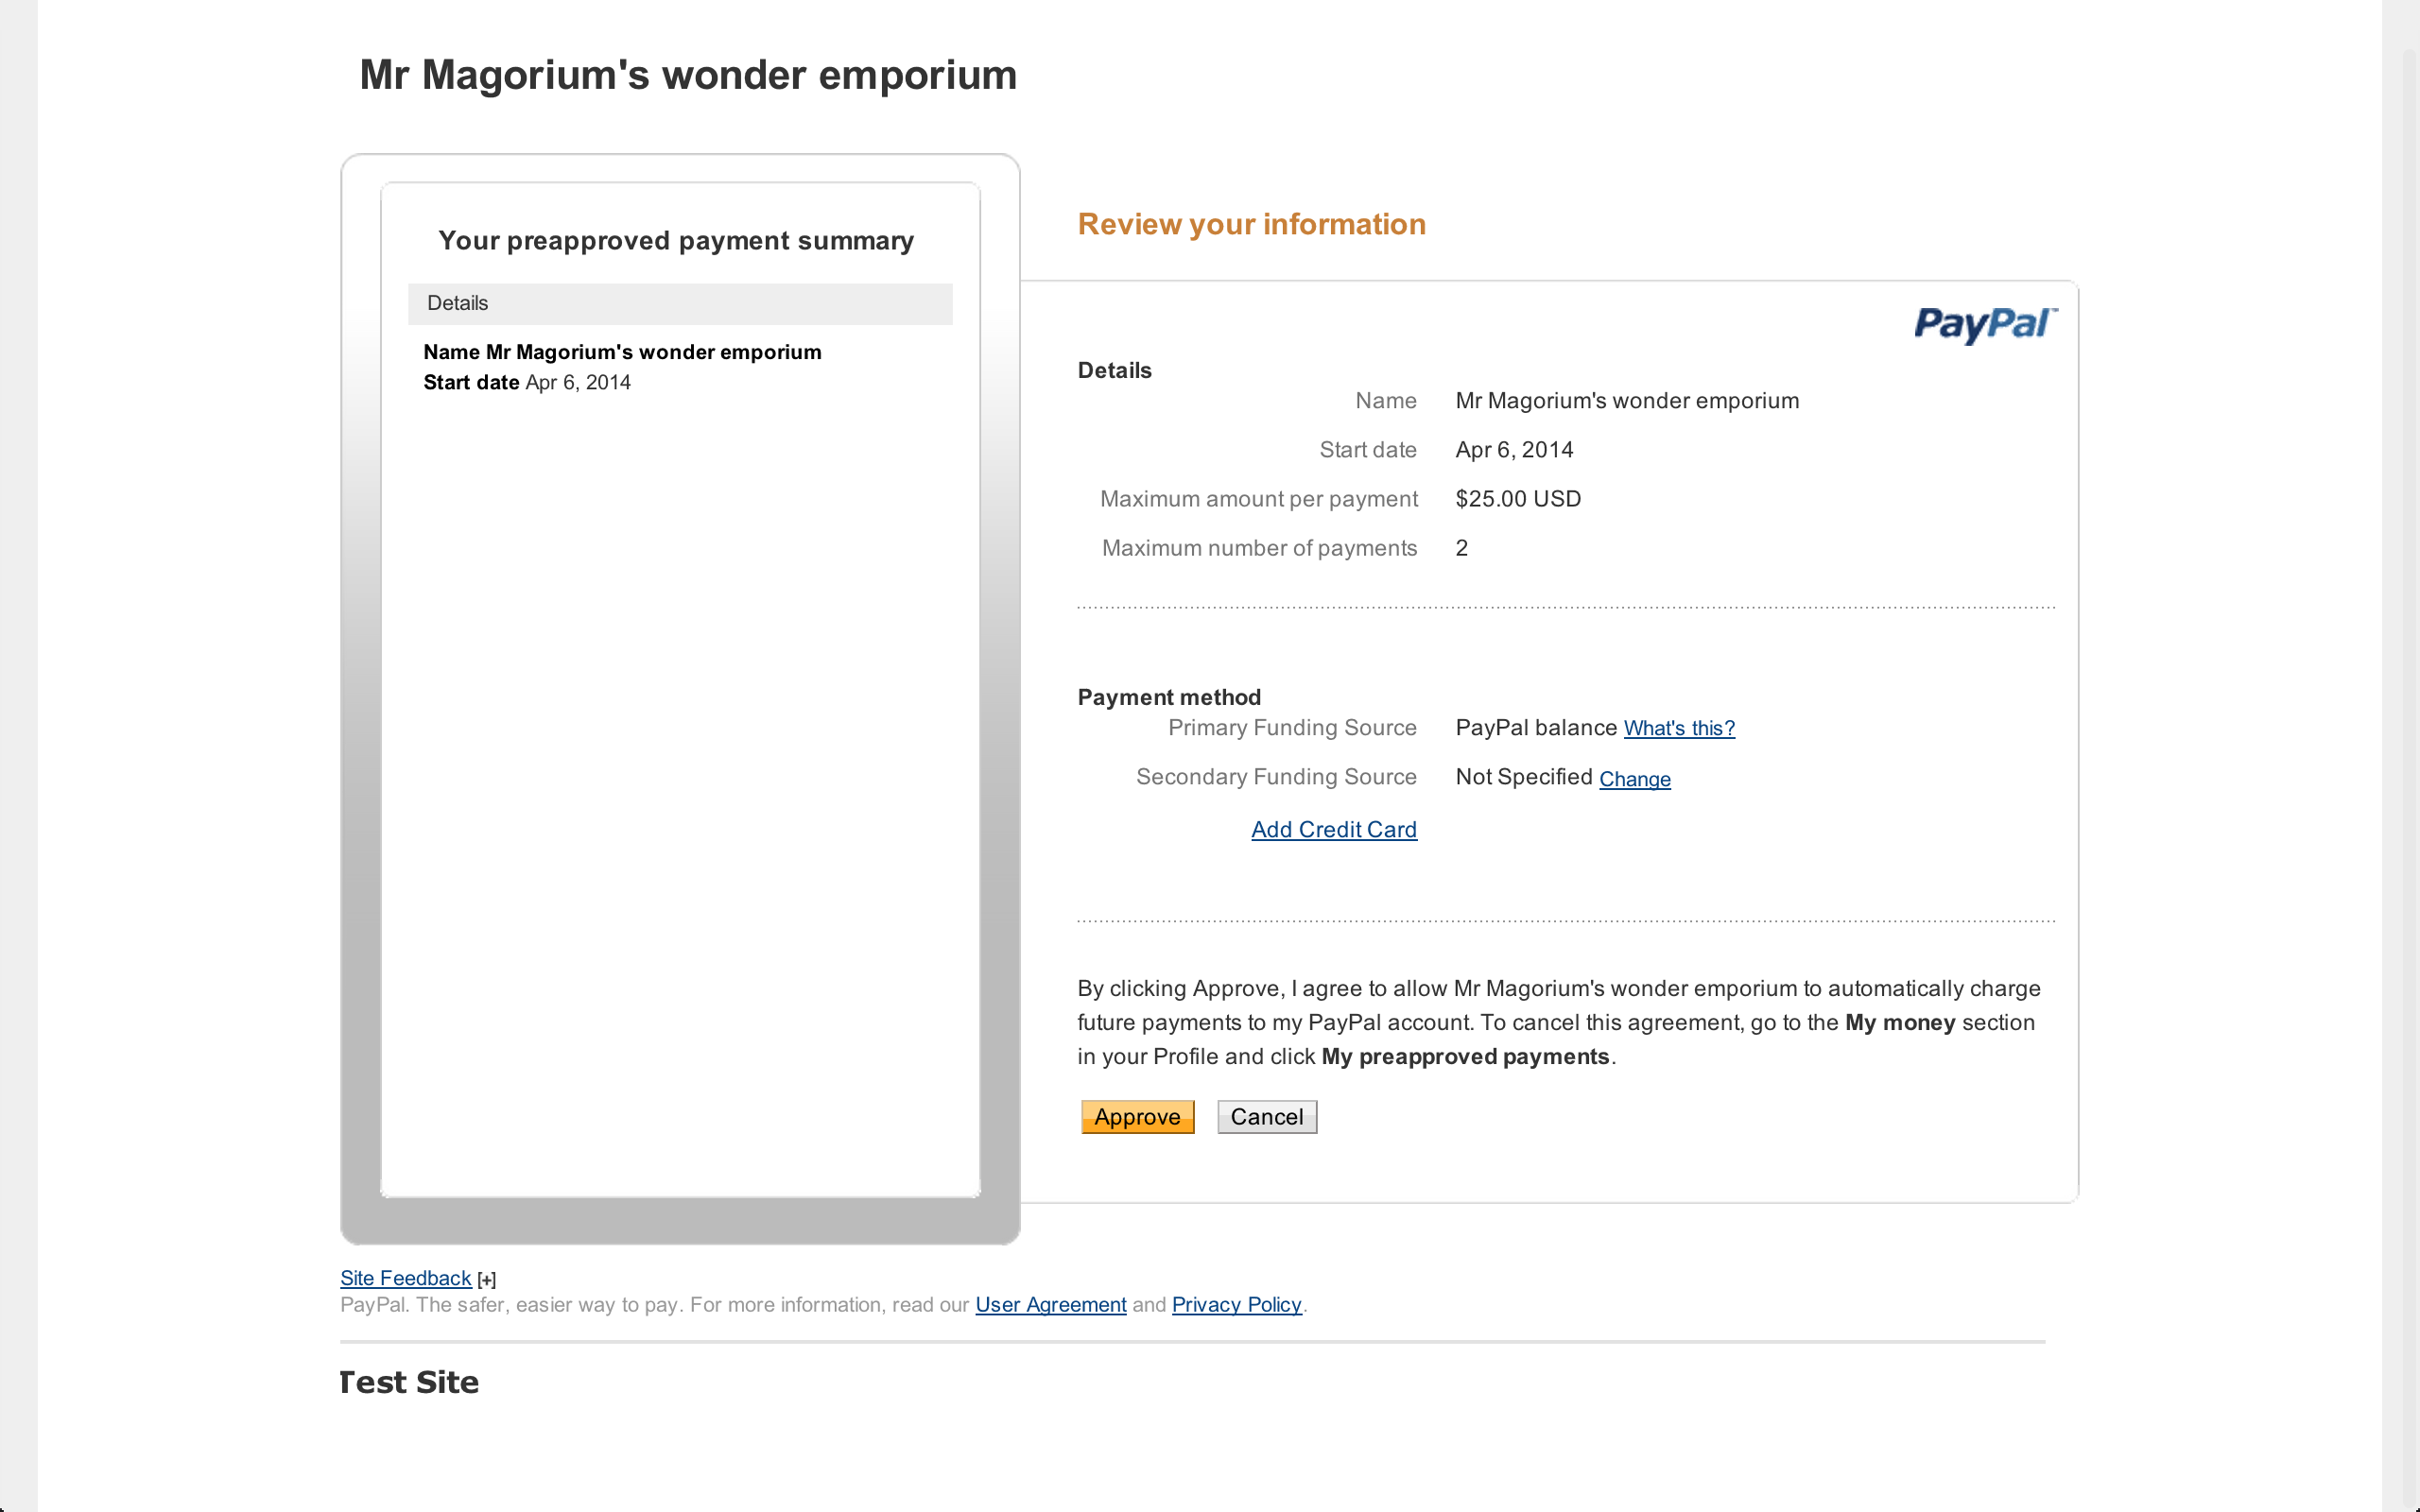 Mr Magorium's wonder emporium
Your preapproved payment summary
Details
Name Mr Magorium's wonder emporium
Start date Apr 6, 2014
Review your information
PayPal™
Details
Name Mr Magorium's wonder emporium
Start date Apr 6, 2014
Maximum amount per payment $25.00 USD
Maximum number of payments 2
Payment method
Primary Funding Source PayPal balance What's this?
Secondary Funding Source Not Specified Change
Add Credit Card
By clicking Approve, I agree to allow Mr Magorium's wonder emporium to automatically charge
future payments to my PayPal account. To cancel this agreement, go to the My money section
in your Profile and click My preapproved payments.
Approve Cancel
Site Feedback [+]
PayPal. The safer, easier way to pay. For more information, read our User Agreement and Privacy Policy.
Test Site